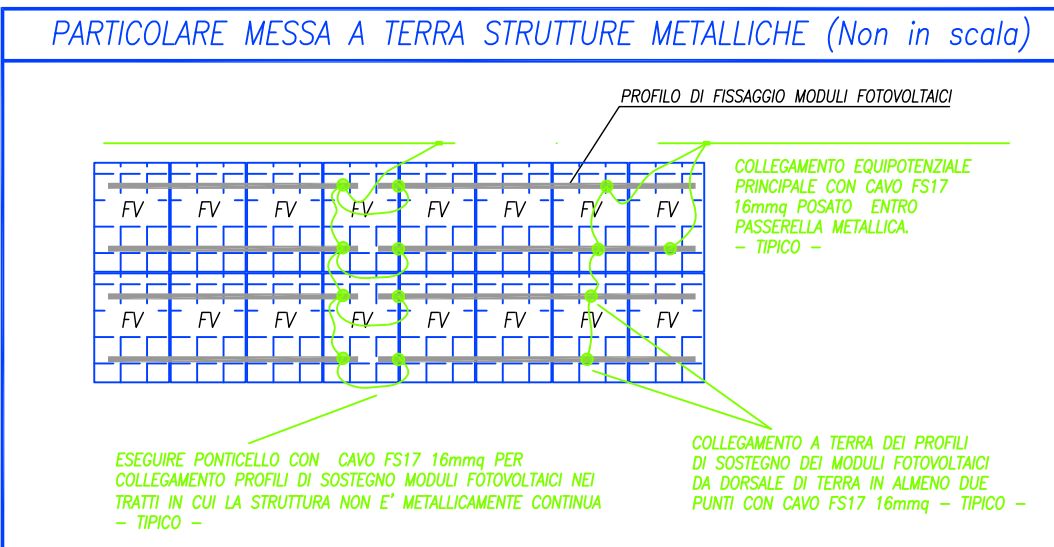 PARTICOLARE MESSA A TERRA STRUTTURE METALLICHE (Non in scala)
PROFILO DI FISSAGGIO MODULI FOTOVOLTAICI
COLLEGAMENTO EQUIPOTENZIALE
PRINCIPALE CON CAVO FS17
16mmq POSATO ENTRO
PASSERELLA METALLICA.
– TIPICO –
FV FV FV FV FV FV FV FV
FV FV FV FV FV FV FV FV
ESEGUIRE PONTICELLO CON CAVO FS17 16mmq PER
COLLEGAMENTO PROFILI DI SOSTEGNO MODULI FOTOVOLTAICI NEI
TRATTI IN CUI LA STRUTTURA NON E' METALLICAMENTE CONTINUA
– TIPICO –
COLLEGAMENTO A TERRA DEI PROFILI
DI SOSTEGNO DEI MODULI FOTOVOLTAICI
DA DORSALE DI TERRA IN ALMENO DUE
PUNTI CON CAVO FS17 16mmq – TIPICO –